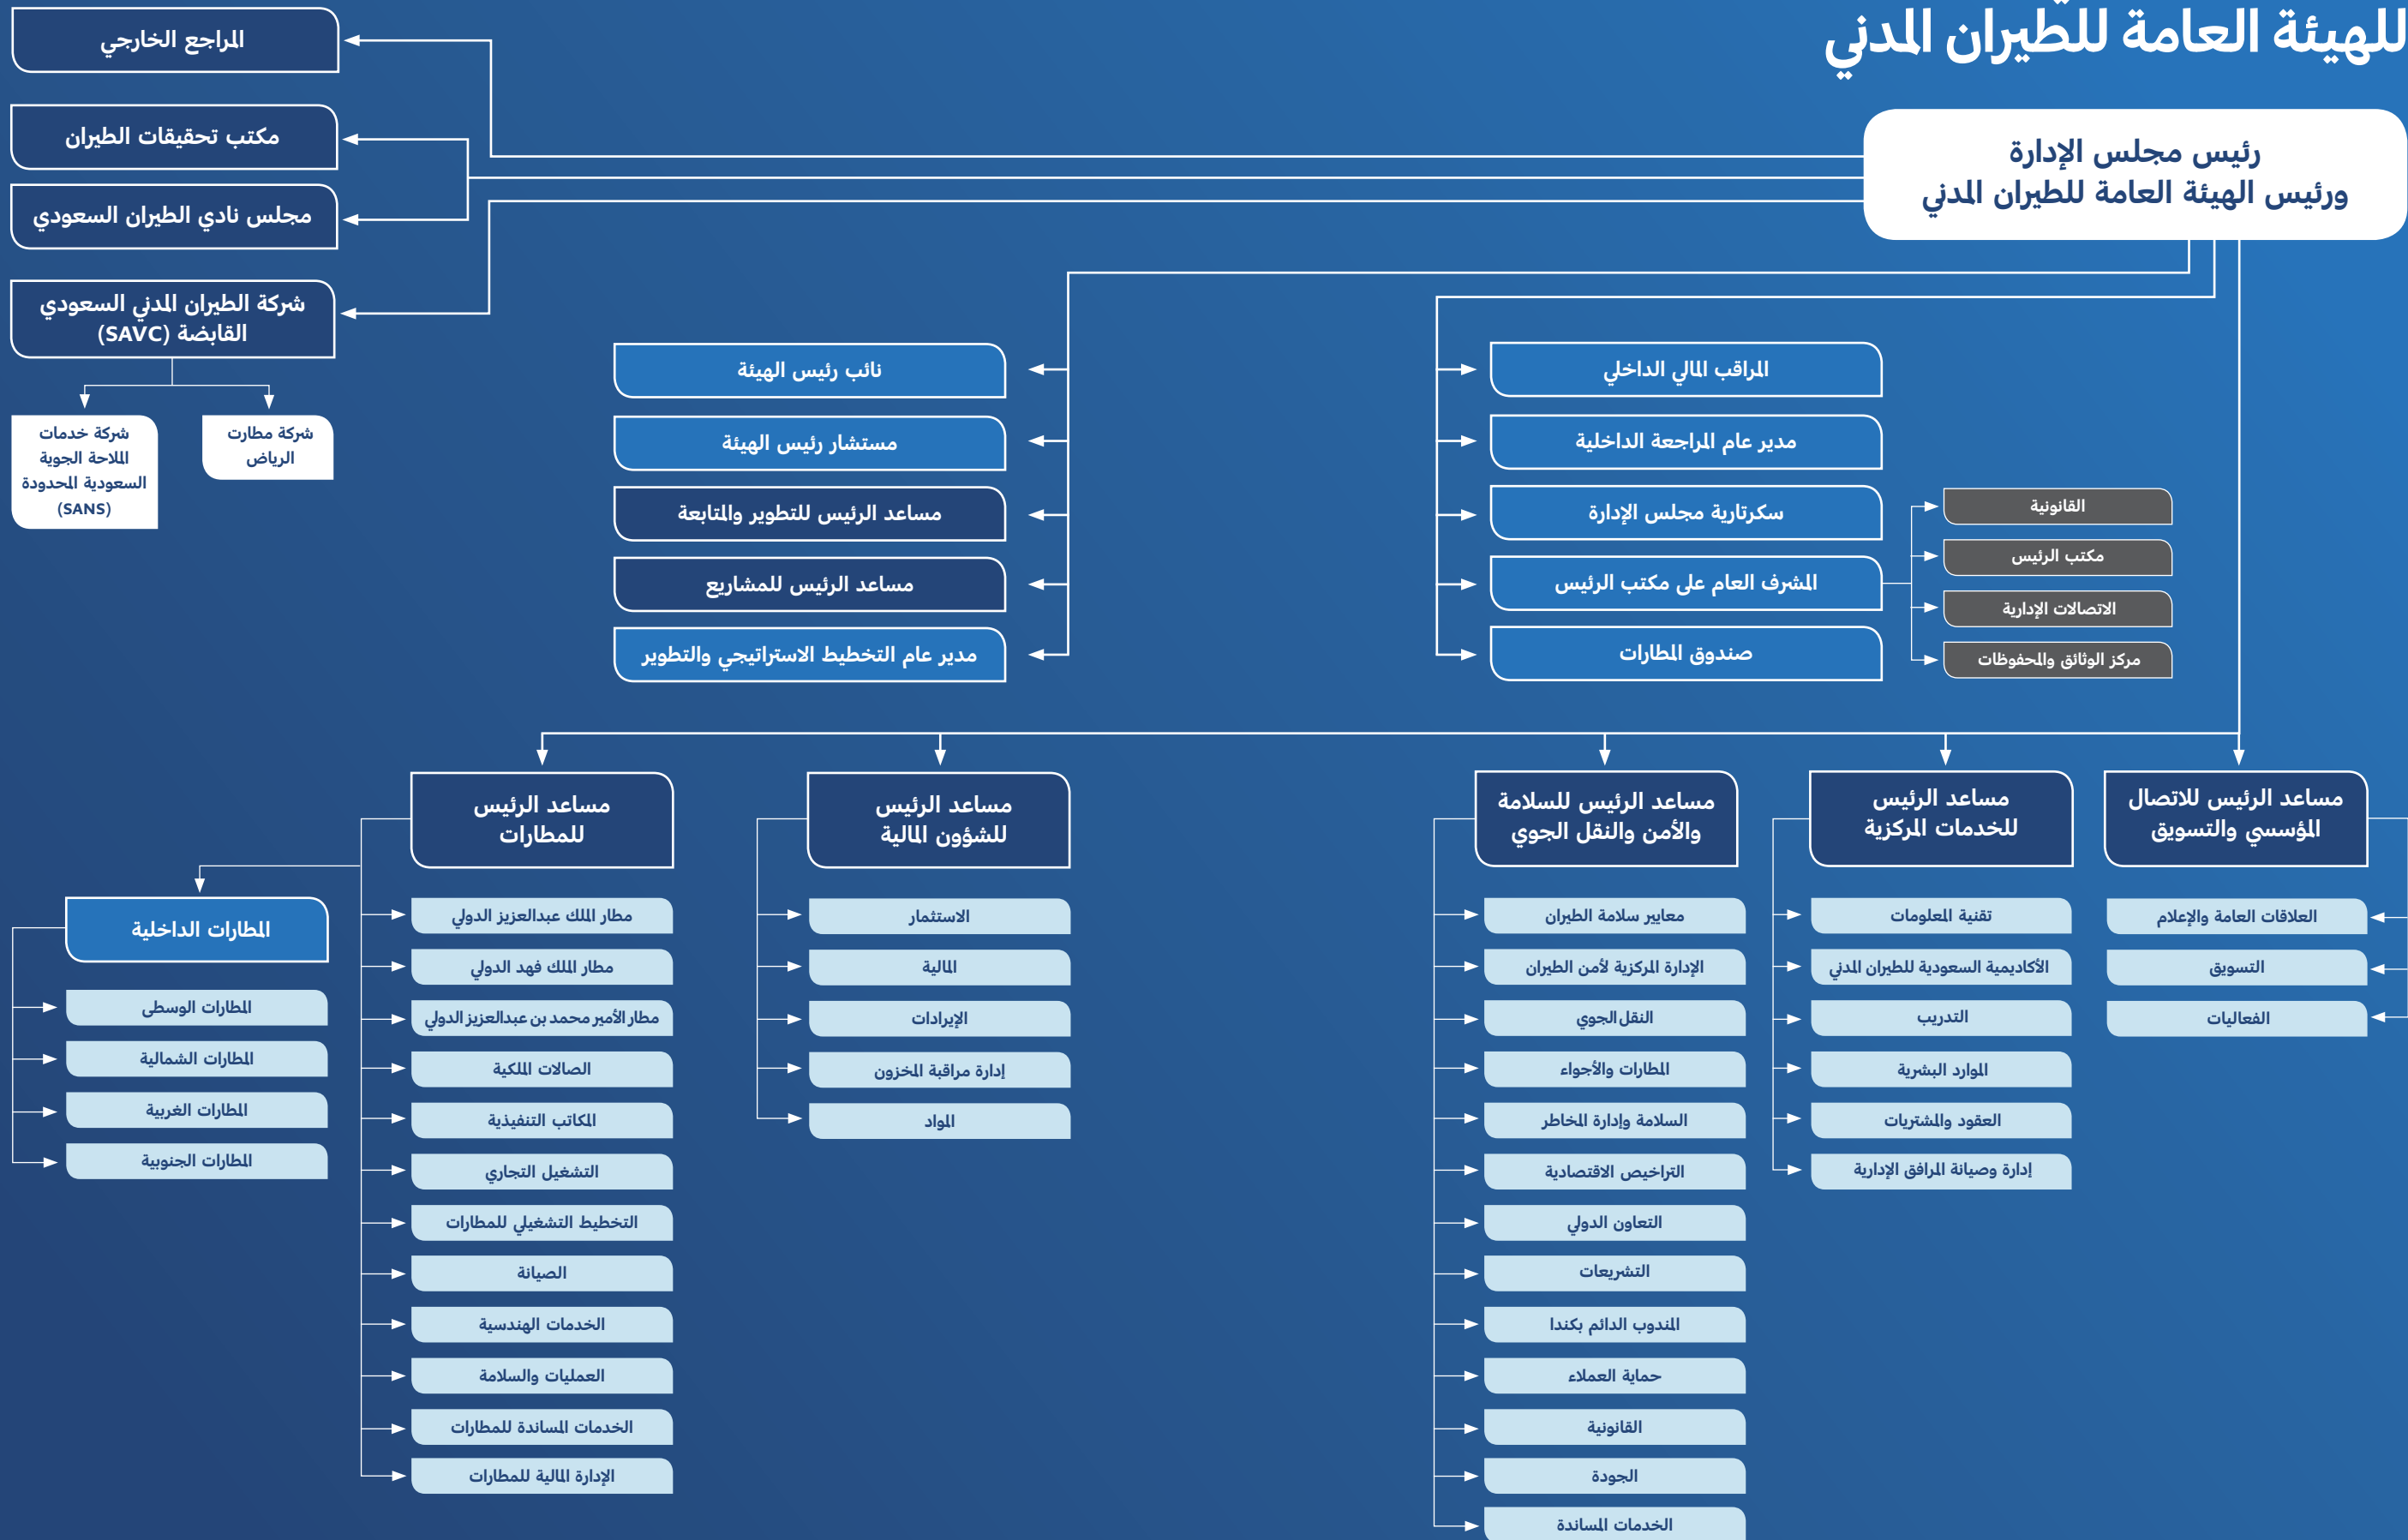 للهيئة العامة للطّيران المدني
رئيس مجلس الإدارة
ورئيس الهيئة العامة للطيران المدني
المراجع الخارجي
مكتب تحقيقات الطيران
مجلس نادي الطيران السعودي
شركة الطيران المدني السعودي
القابضة (SAVC)
شركة مطارت
الرياض
شركة خدمات
الملاحة الجوية
السعودية المحدودة
(SANS)
المراقب المالي الداخلي
مدير عام المراجعة الداخلية
سكرتارية مجلس الإدارة
المشرف العام على مكتب الرئيس
صندوق المطارات
القانونية
مكتب الرئيس
الاتصالات الإدارية
مركز الوثائق والمحفوظات
نائب رئيس الهيئة
مستشار رئيس الهيئة
مساعد الرئيس للتطوير والمتابعة
مساعد الرئيس للمشاريع
مدير عام التخطيط الاستراتيجي والتطوير
مساعد الرئيس للاتصال
المؤسسي والتسويق
العلاقات العامة والإعلام
التسويق
الفعاليات
مساعد الرئيس
للخدمات المركزية
تقنية المعلومات
الأكاديمية السعودية للطيران المدني
التدريب
الموارد البشرية
العقود والمشتريات
إدارة وصيانة المرافق الإدارية
مساعد الرئيس للسلامة
والأمن والنقل الجوي
معايير سلامة الطيران
الإدارة المركزية لأمن الطيران
النقل الجوي
المطارات والأجواء
السلامة وإدارة المخاطر
التراخيص الاقتصادية
التعاون الدولي
التشريعات
المندوب الدائم بكندا
حماية العملاء
القانونية
الجودة
الخدمات المساندة
مساعد الرئيس
للشؤون المالية
الاستثمار
المالية
الإيرادات
إدارة مراقبة المخزون
المواد
مساعد الرئيس
للمطارات
مطار الملك عبدالعزيز الدولي
مطار الملك فهد الدولي
مطار الأمير محمد بن عبدالعزيز الدولي
الصالات الملكية
المكاتب التنفيذية
التشغيل التجاري
التخطيط التشغيلي للمطارات
الصيانة
الخدمات الهندسية
العمليات والسلامة
الخدمات المساندة للمطارات
الإدارة المالية للمطارات
المطارات الداخلية
المطارات الوسطى
المطارات الشمالية
المطارات الغربية
المطارات الجنوبية